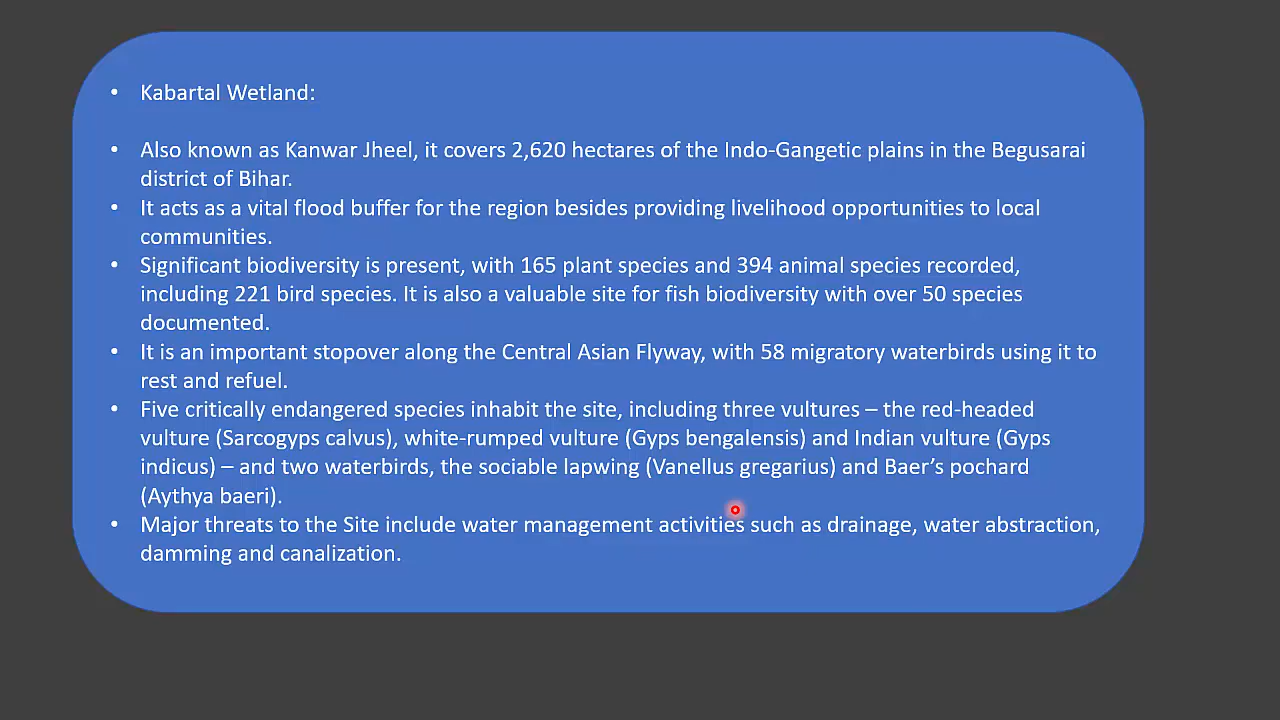 • Kabartal Wetland:
• Also known as Kanwar Jheel, it covers 2,620 hectares of the Indo-Gangetic plains in the Begusarai
district of Bihar.
• It acts as a vital flood buffer for the region besides providing livelihood opportunities to local
communities.
• Significant biodiversity is present, with 165 plant species and 394 animal species recorded,
including 221 bird species. It is also a valuable site for fish biodiversity with over 50 species
documented.
• It is an important stopover along the Central Asian Flyway, with 58 migratory waterbirds using it to
rest and refuel.
• Five critically endangered species inhabit the site, including three vultures – the red-headed
vulture (Sarcogyps calvus), white-rumped vulture (Gyps bengalensis) and Indian vulture (Gyps
indicus) – and two waterbirds, the sociable lapwing (Vanellus gregarius) and Baer’s pochard
(Aythya baeri).
• Major threats to the Site include water management activities such as drainage, water abstraction,
damming and canalization.